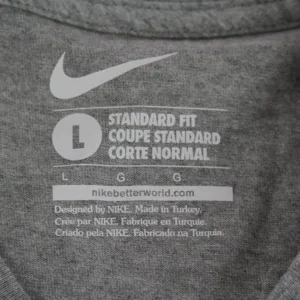 L
STANDARD FIT
COUPE STANDARD
CORTE NORMAL
L G G
nikebetterworld.com
Designed by NIKE. Made in Turkey.
Créé par NIKE. Fabriqué en Turquie.
Criado pela NIKE. Fabricado na Turquia.